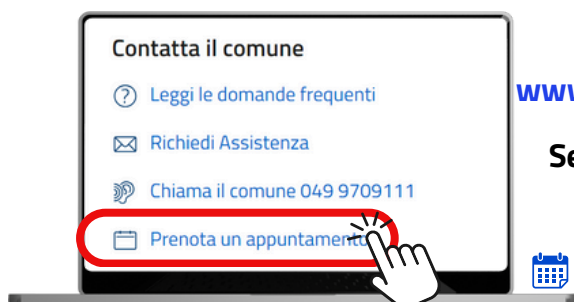 Contatta il comune
Leggi le domande frequenti
Richiedi Assistenza
Chiama il comune 049 9709111
Prenota un appuntamento